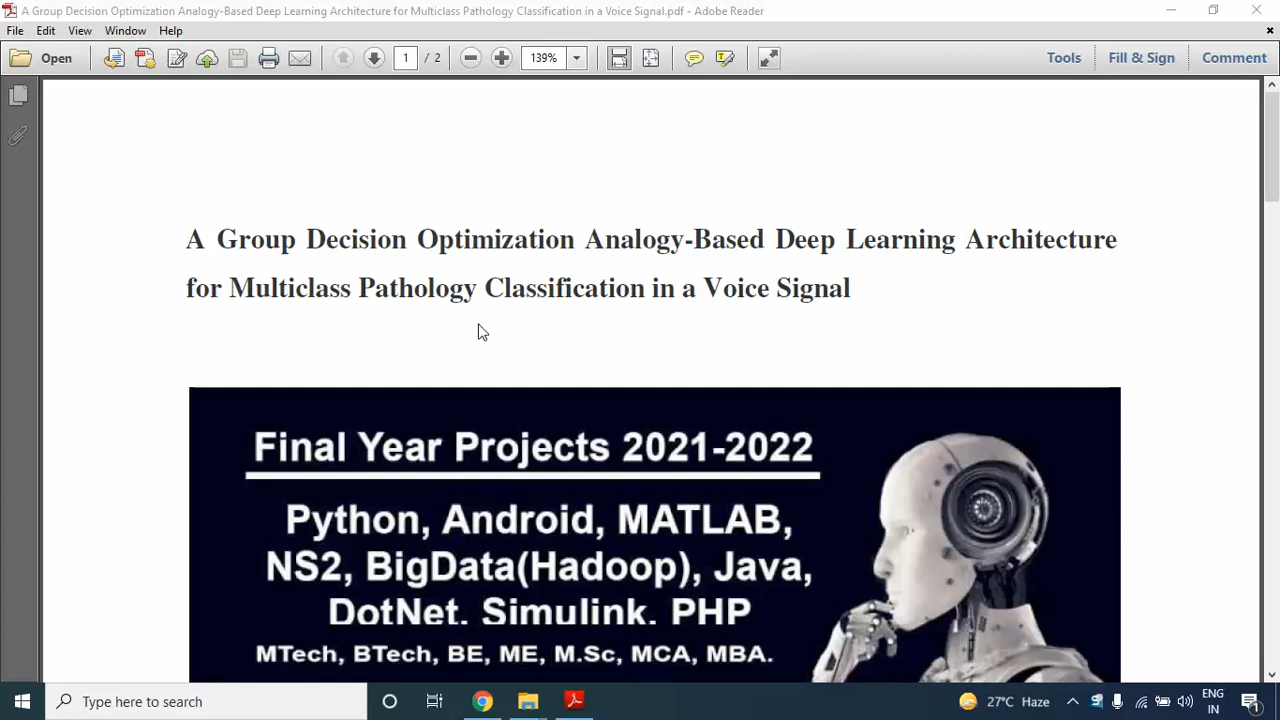 A Group Decision Optimization Analogy-Based Deep Learning Architecture for Multiclass Pathology Classification in a Voice Signal.pdf - Adobe Reader
File Edit View Window Help
Open 1 / 2 139% Tools Fill & Sign Comment
A Group Decision Optimization Analogy-Based Deep Learning Architecture
for Multiclass Pathology Classification in a Voice Signal
Final Year Projects 2021-2022
Python, Android, MATLAB,
NS2, BigData(Hadoop), Java,
DotNet, Simulink, PHP
MTech, BTech, BE, ME, M.Sc, MCA, MBA.
Type here to search 27°C Haze ENG
IN 1